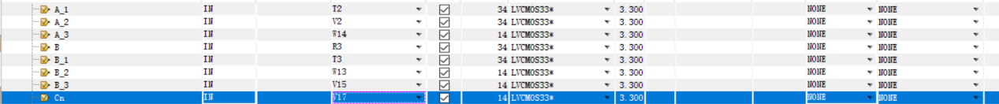 A_1 IN T2 34 LVCMOS33* 3.300 NONE NONE
A_2 IN V2 34 LVCMOS33* 3.300 NONE NONE
A_3 IN W14 14 LVCMOS33* 3.300 NONE NONE
B IN R3 34 LVCMOS33* 3.300 NONE NONE
B_1 IN T3 34 LVCMOS33* 3.300 NONE NONE
B_2 IN W13 14 LVCMOS33* 3.300 NONE NONE
B_3 IN V15 14 LVCMOS33* 3.300 NONE NONE
Cn IN V17 14 LVCMOS33* 3.300 NONE NONE